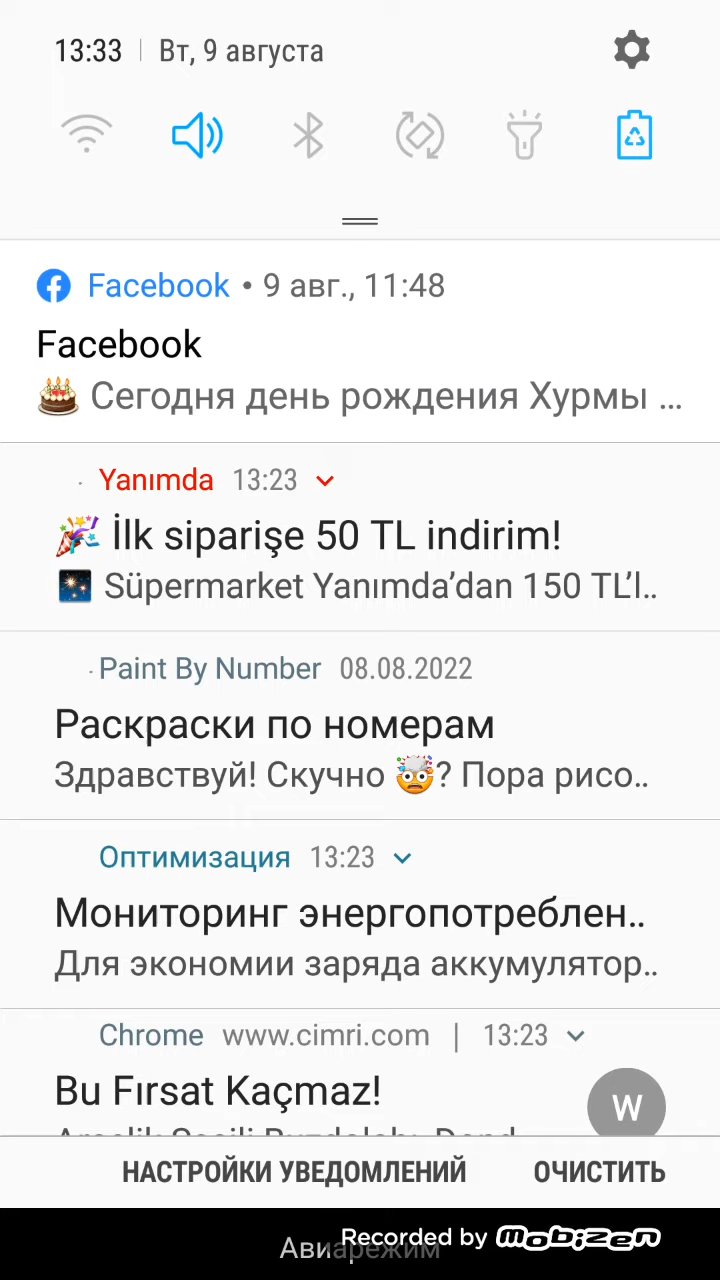 13:33 | Вт, 9 августа
Facebook • 9 авг., 11:48
Facebook
🎂 Сегодня день рождения Хурмы ...
Yanımda 13:23
🎉 İlk siparişe 50 TL indirim!
🎇 Süpermarket Yanımda’dan 150 TL’l..
Paint By Number 08.08.2022
Раскраски по номерам
Здравствуй! Скучно 🤯? Пора рисо..
Оптимизация 13:23
Мониторинг энергопотреблен..
Для экономии заряда аккумулятор..
Chrome www.cimri.com | 13:23
Bu Fırsat Kaçmaz!
W
НАСТРОЙКИ УВЕДОМЛЕНИЙ ОЧИСТИТЬ
Авиарежим
Recorded by Mobizen